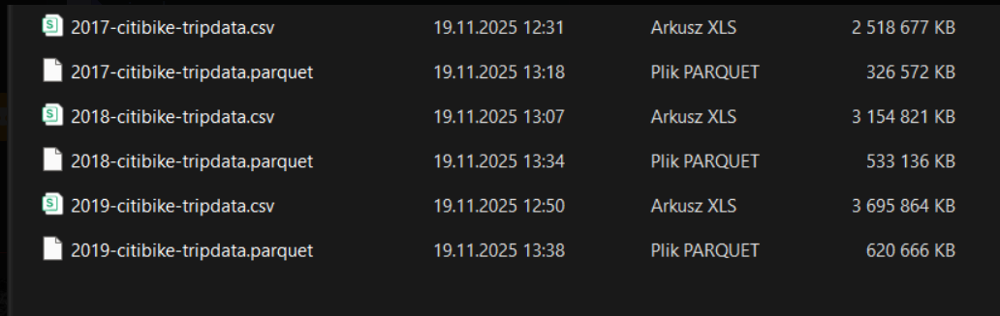 2017-citibike-tripdata.csv 19.11.2025 12:31 Arkusz XLS 2 518 677 KB
2017-citibike-tripdata.parquet 19.11.2025 13:18 Plik PARQUET 326 572 KB
2018-citibike-tripdata.csv 19.11.2025 13:07 Arkusz XLS 3 154 821 KB
2018-citibike-tripdata.parquet 19.11.2025 13:34 Plik PARQUET 533 136 KB
2019-citibike-tripdata.csv 19.11.2025 12:50 Arkusz XLS 3 695 864 KB
2019-citibike-tripdata.parquet 19.11.2025 13:38 Plik PARQUET 620 666 KB